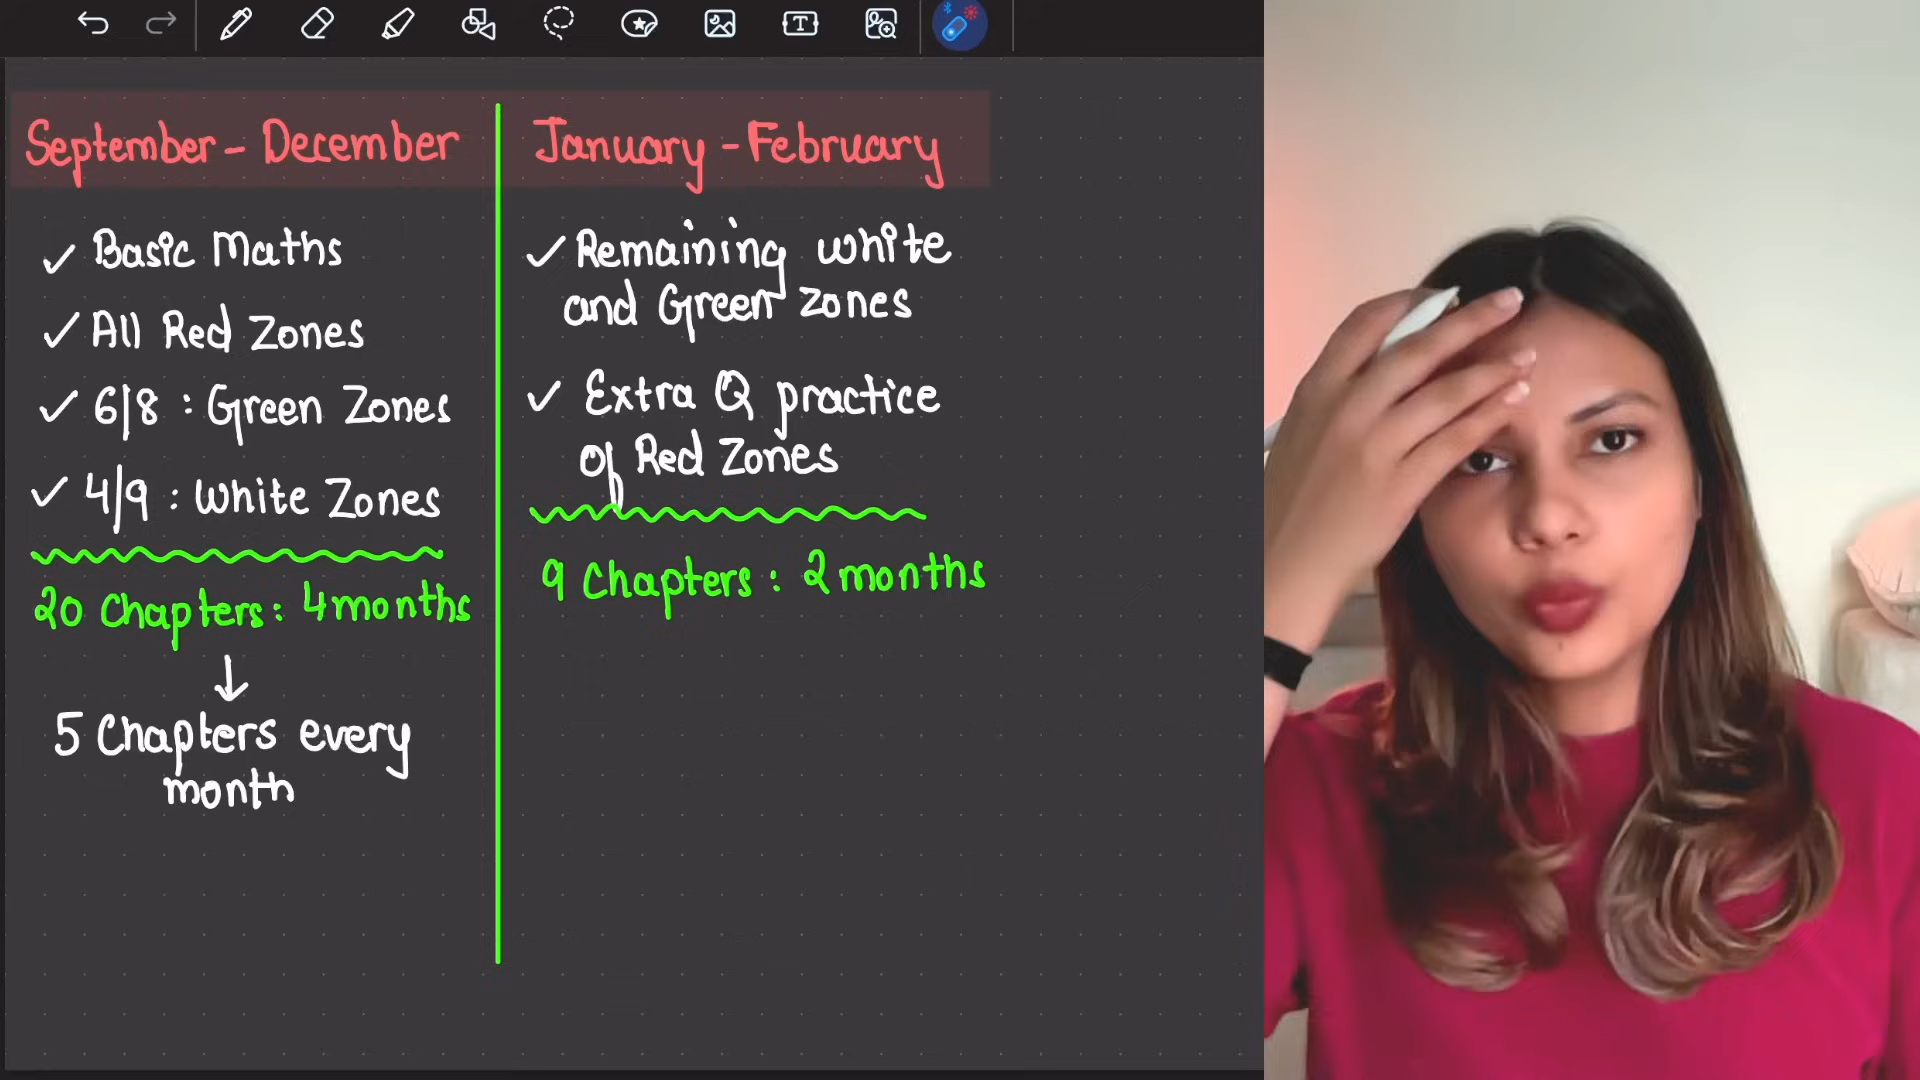 September - December
✓ Basic Maths
✓ All Red Zones
✓ 6|8 : Green Zones
✓ 4|9 : White Zones
20 Chapters : 4 months
↓
5 Chapters every
month
January - February
✓ Remaining white
and Green zones
✓ Extra Q practice
of Red Zones
9 Chapters : 2 months